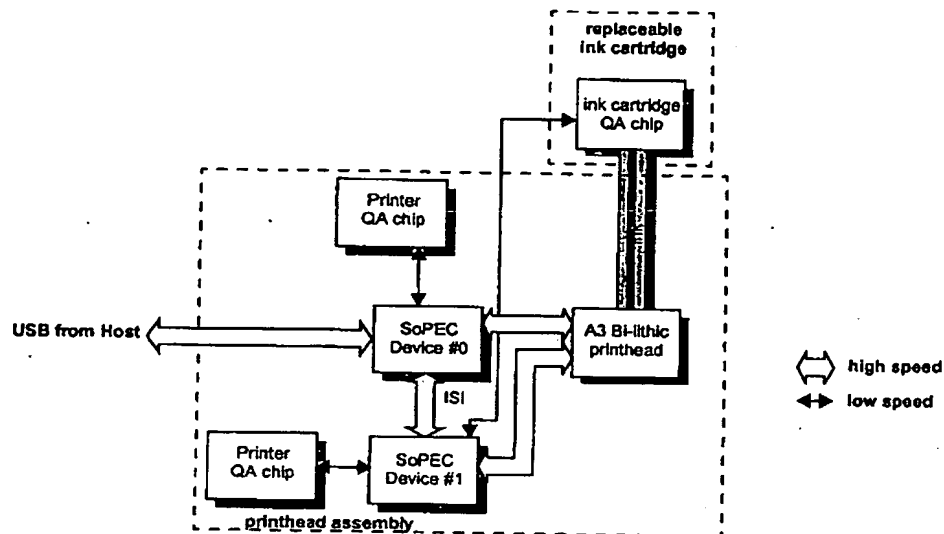 replaceable
ink cartridge
ink cartridge
QA chip
Printer
QA chip
USB from Host
SoPEC
Device #0
A3 Bi-lithic
printhead
high speed
low speed
ISI
Printer
QA chip
SoPEC
Device #1
printhead assembly